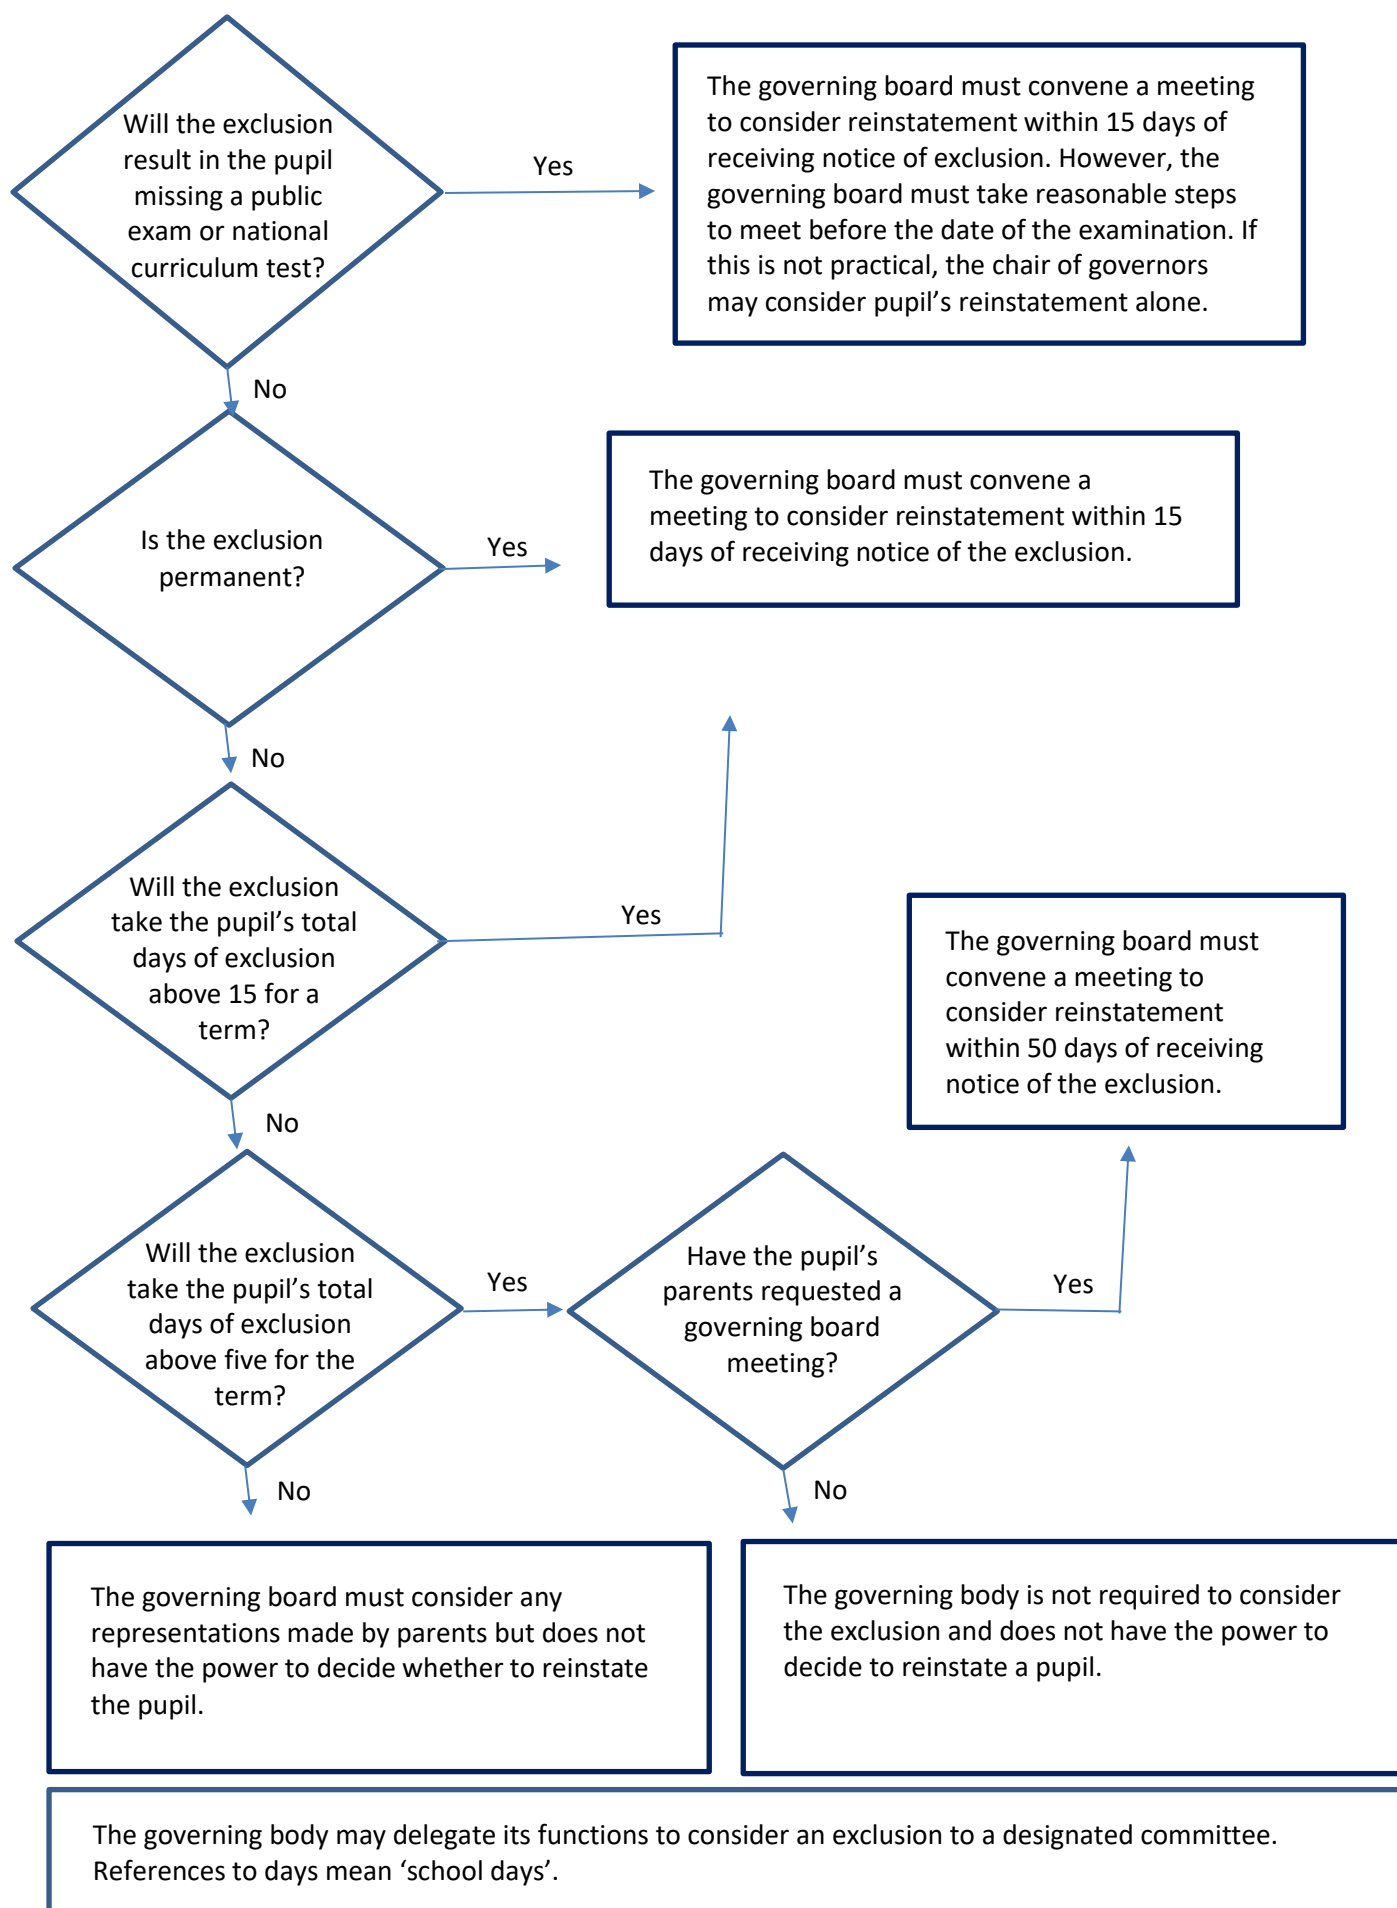 Will the exclusion
result in the pupil
missing a public
exam or national
curriculum test?
Yes
The governing board must convene a meeting
to consider reinstatement within 15 days of
receiving notice of exclusion. However, the
governing board must take reasonable steps
to meet before the date of the examination. If
this is not practical, the chair of governors
may consider pupil’s reinstatement alone.
No
Is the exclusion
permanent?
Yes
The governing board must convene a
meeting to consider reinstatement within 15
days of receiving notice of the exclusion.
No
Will the exclusion
take the pupil’s total
days of exclusion
above 15 for a
term?
Yes
The governing board must
convene a meeting to
consider reinstatement
within 50 days of receiving
notice of the exclusion.
No
Will the exclusion
take the pupil’s total
days of exclusion
above five for the
term?
Yes
Have the pupil’s
parents requested a
governing board
meeting?
Yes
No
No
The governing board must consider any
representations made by parents but does not
have the power to decide whether to reinstate
the pupil.
The governing body is not required to consider
the exclusion and does not have the power to
decide to reinstate a pupil.
The governing body may delegate its functions to consider an exclusion to a designated committee.
References to days mean ‘school days’.